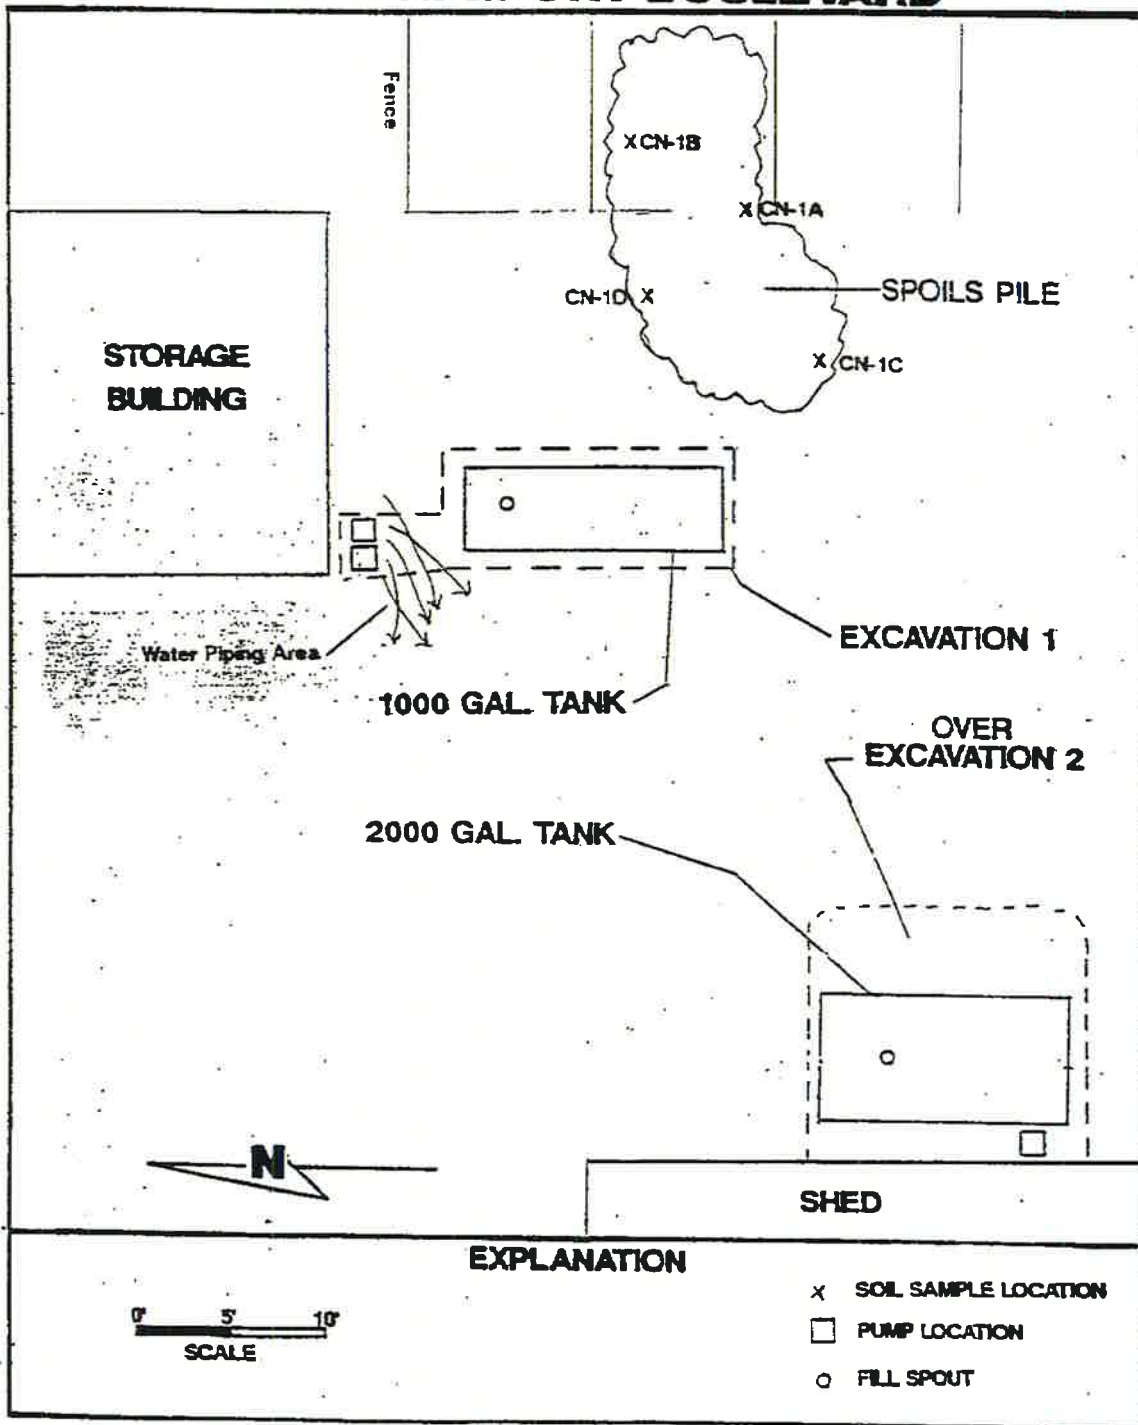 BOULEVARD
Fence
CN-1B
CN-1A
CN-1D
SPOILS PILE
CN-1C
STORAGE
BUILDING
Water Piping Area
EXCAVATION 1
1000 GAL. TANK
OVER
EXCAVATION 2
2000 GAL. TANK
N
SHED
EXPLANATION
0' 5' 10'
SCALE
x SOIL SAMPLE LOCATION
PUMP LOCATION
FILL SPOUT